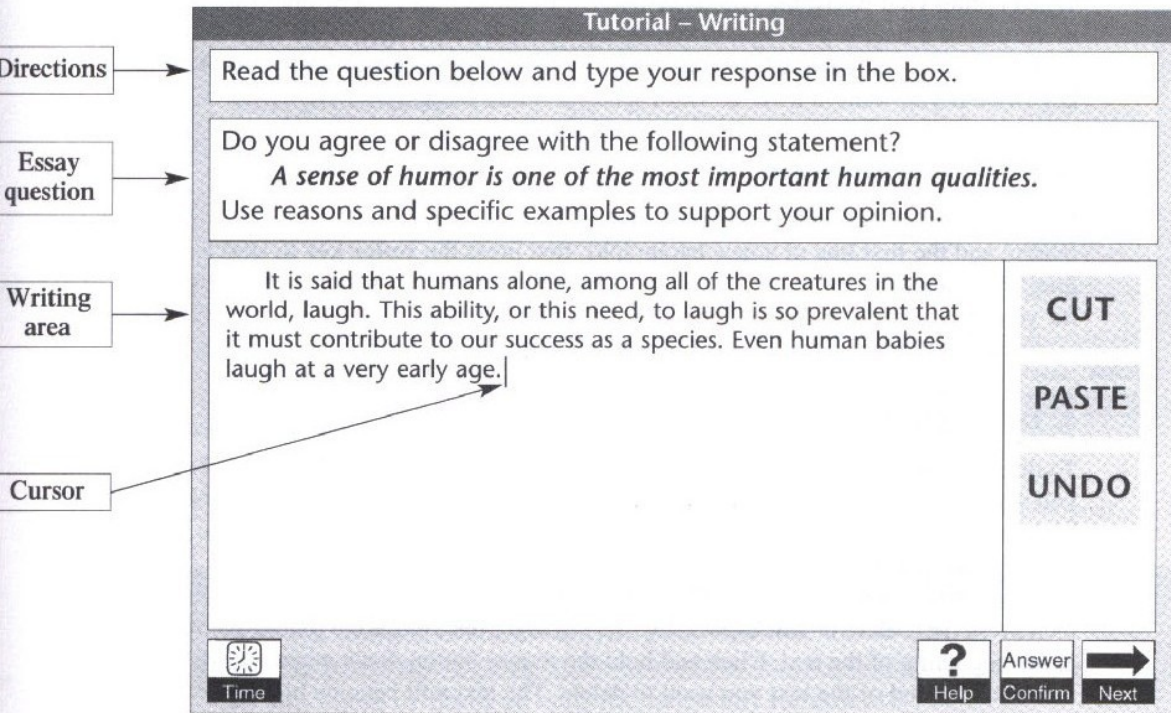 Tutorial – Writing
Directions
Read the question below and type your response in the box.
Essay
question
Do you agree or disagree with the following statement?
A sense of humor is one of the most important human qualities.
Use reasons and specific examples to support your opinion.
Writing
area
It is said that humans alone, among all of the creatures in the
world, laugh. This ability, or this need, to laugh is so prevalent that
it must contribute to our success as a species. Even human babies
laugh at a very early age.
CUT
PASTE
UNDO
Cursor
Time
?
Help
Answer
Confirm
Next